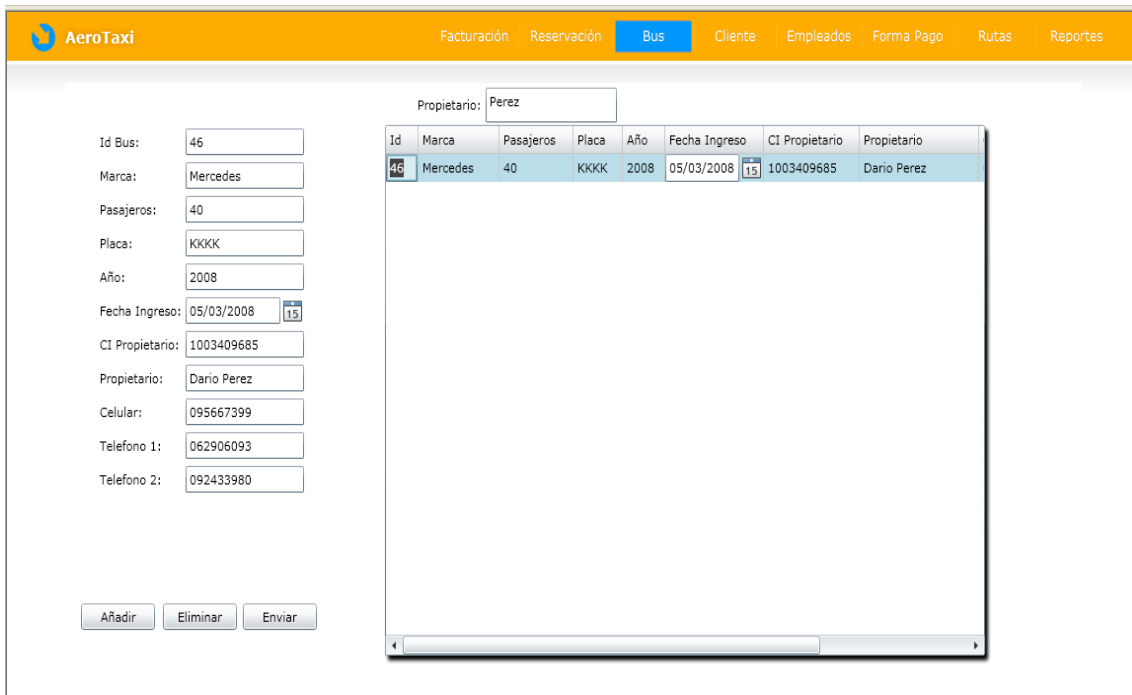 AeroTaxi
Facturación Reservación Bus Cliente Empleados Forma Pago Rutas Reportes
Propietario: Perez
Id Bus: 46
Marca: Mercedes
Pasajeros: 40
Placa: KKKK
Año: 2008
Fecha Ingreso: 05/03/2008 15
CI Propietario: 1003409685
Propietario: Dario Perez
Celular: 095667399
Telefono 1: 062906093
Telefono 2: 092433980
Añadir Eliminar Enviar
Id Marca Pasajeros Placa Año Fecha Ingreso CI Propietario Propietario
46 Mercedes 40 KKKK 2008 05/03/2008 15 1003409685 Dario Perez